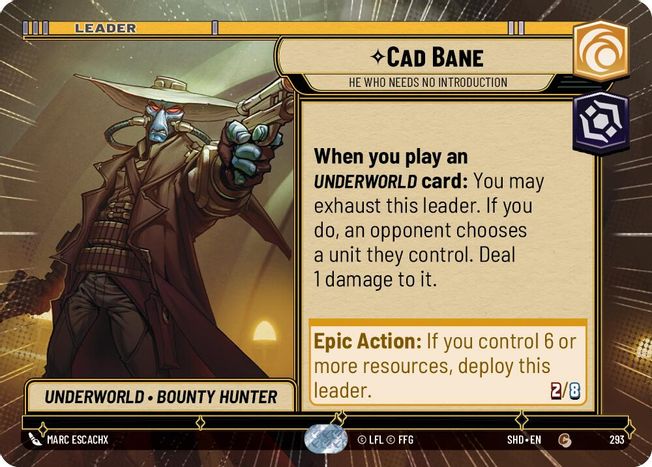 LEADER
CAD BANE
HE WHO NEEDS NO INTRODUCTION
When you play an
UNDERWORLD card: You may
exhaust this leader. If you
do, an opponent chooses
a unit they control. Deal
1 damage to it.
Epic Action: If you control 6 or
more resources, deploy this
leader.
2/8
UNDERWORLD • BOUNTY HUNTER
MARC ESCACHX
© LFL © FFG
SHD • EN
C
293